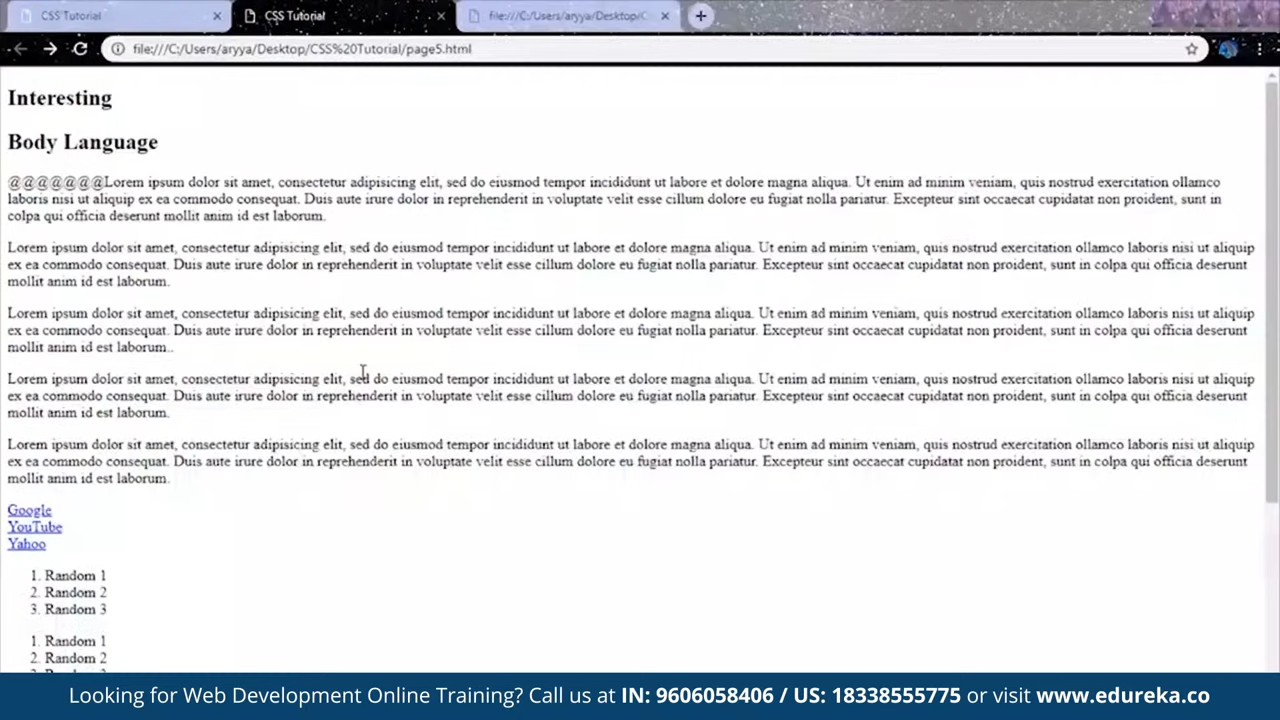 CSS Tutorial
CSS Tutorial
file:///C:/Users/aryya/Desktop/C
file:///C:/Users/aryya/Desktop/CSS%20Tutorial/page5.html
Interesting
Body Language
@@@@@@@Lorem ipsum dolor sit amet, consectetur adipisicing elit, sed do eiusmod tempor incididunt ut labore et dolore magna aliqua. Ut enim ad minim veniam, quis nostrud exercitation ollamco
laboris nisi ut aliquip ex ea commodo consequat. Duis aute irure dolor in reprehenderit in voluptate velit esse cillum dolore eu fugiat nolla pariatur. Excepteur sint occaecat cupidatat non proident, sunt in
colpa qui officia deserunt mollit anim id est laborum.
Lorem ipsum dolor sit amet, consectetur adipisicing elit, sed do eiusmod tempor incididunt ut labore et dolore magna aliqua. Ut enim ad minim veniam, quis nostrud exercitation ollamco laboris nisi ut aliquip
ex ea commodo consequat. Duis aute irure dolor in reprehenderit in voluptate velit esse cillum dolore eu fugiat nolla pariatur. Excepteur sint occaecat cupidatat non proident, sunt in colpa qui officia deserunt
mollit anim id est laborum.
Lorem ipsum dolor sit amet, consectetur adipisicing elit, sed do eiusmod tempor incididunt ut labore et dolore magna aliqua. Ut enim ad minim veniam, quis nostrud exercitation ollamco laboris nisi ut aliquip
ex ea commodo consequat. Duis aute irure dolor in reprehenderit in voluptate velit esse cillum dolore eu fugiat nolla pariatur. Excepteur sint occaecat cupidatat non proident, sunt in colpa qui officia deserunt
mollit anim id est laborum..
Lorem ipsum dolor sit amet, consectetur adipisicing elit, sed do eiusmod tempor incididunt ut labore et dolore magna aliqua. Ut enim ad minim veniam, quis nostrud exercitation ollamco laboris nisi ut aliquip
ex ea commodo consequat. Duis aute irure dolor in reprehenderit in voluptate velit esse cillum dolore eu fugiat nolla pariatur. Excepteur sint occaecat cupidatat non proident, sunt in colpa qui officia deserunt
mollit anim id est laborum.
Lorem ipsum dolor sit amet, consectetur adipisicing elit, sed do eiusmod tempor incididunt ut labore et dolore magna aliqua. Ut enim ad minim veniam, quis nostrud exercitation ollamco laboris nisi ut aliquip
ex ea commodo consequat. Duis aute irure dolor in reprehenderit in voluptate velit esse cillum dolore eu fugiat nolla pariatur. Excepteur sint occaecat cupidatat non proident, sunt in colpa qui officia deserunt
mollit anim id est laborum.
Google
YouTube
Yahoo
1. Random 1
2. Random 2
3. Random 3
1. Random 1
2. Random 2
Looking for Web Development Online Training? Call us at IN: 9606058406 / US: 18338555775 or visit www.edureka.co